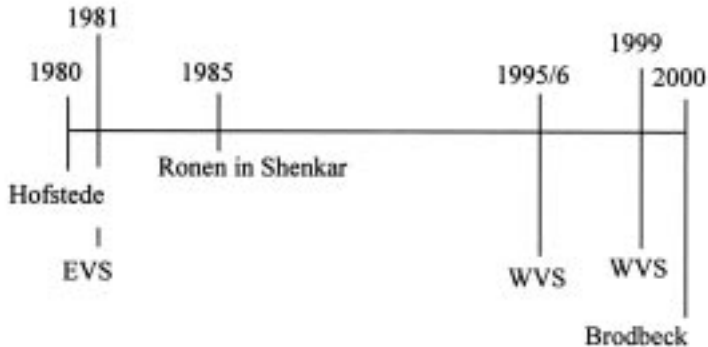 1981
1999
1980
1985
1995/6
2000
Ronen in Shenkar
Hofstede
EVS
WVS
WVS
Brodbeck